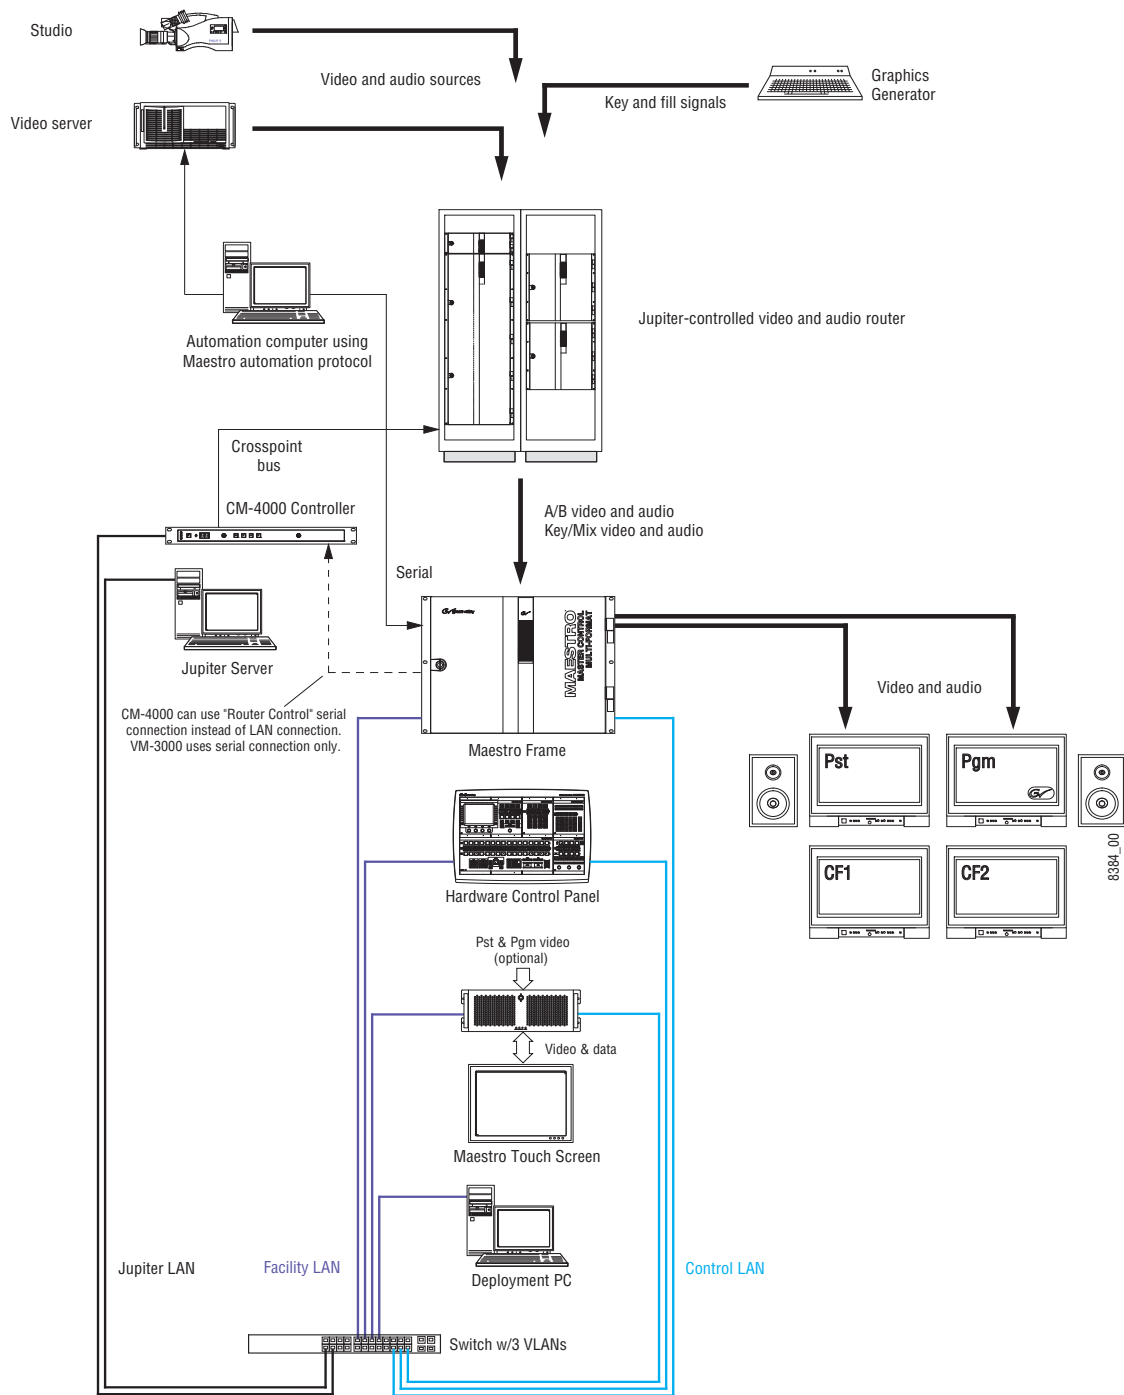 Studio
Video and audio sources
Graphics
Generator
Key and fill signals
Video server
Jupiter-controlled video and audio router
Automation computer using
Maestro automation protocol
Crosspoint
bus
CM-4000 Controller
A/B video and audio
Key/Mix video and audio
Serial
MAESTRO
MASTER CONTROL
MULTI-FORMAT
Jupiter Server
Video and audio
CM-4000 can use "Router Control" serial
connection instead of LAN connection.
VM-3000 uses serial connection only.
Maestro Frame
Pst
Pgm
8384_00
CF1
CF2
Hardware Control Panel
Pst & Pgm video
(optional)
Video & data
Maestro Touch Screen
Jupiter LAN
Facility LAN
Control LAN
Deployment PC
Switch w/3 VLANs